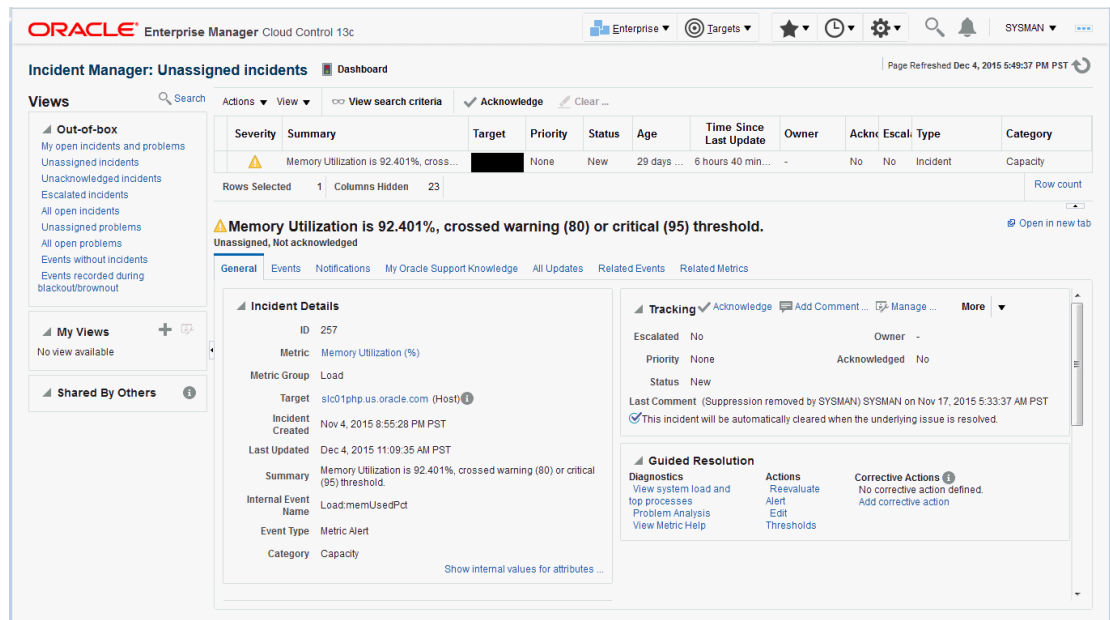 ORACLE Enterprise Manager Cloud Control 13c
Enterprise Targets SYSMAN
Incident Manager: Unassigned incidents Dashboard
Page Refreshed Dec 4, 2015 5:49:37 PM PST
Views
Search
Out-of-box
My open incidents and problems
Unassigned incidents
Unacknowledged incidents
Escalated incidents
All open incidents
Unassigned problems
All open problems
Events without incidents
Events recorded during
blackout/brownout
My Views
No view available
Shared By Others
Actions View View search criteria Acknowledge Clear ...
Severity Summary Target Priority Status Age Time Since Last Update Owner Ackno Escala Type Category
Memory Utilization is 92.401%, cross... None New 29 days ... 6 hours 40 min... - No No Incident Capacity
Rows Selected 1 Columns Hidden 23
Row count
Memory Utilization is 92.401%, crossed warning (80) or critical (95) threshold.
Open in new tab
Unassigned, Not acknowledged
General Events Notifications My Oracle Support Knowledge All Updates Related Events Related Metrics
Incident Details
ID 257
Metric Memory Utilization (%)
Metric Group Load
Target slc01php.us.oracle.com (Host)
Incident Created Nov 4, 2015 8:55:28 PM PST
Last Updated Dec 4, 2015 11:09:35 AM PST
Summary Memory Utilization is 92.401%, crossed warning (80) or critical
(95) threshold.
Internal Event Name Load:memUsedPct
Event Type Metric Alert
Category Capacity
Show internal values for attributes ...
Tracking Acknowledge Add Comment ... Manage ... More
Escalated No Owner -
Priority None Acknowledged No
Status New
Last Comment (Suppression removed by SYSMAN) SYSMAN on Nov 17, 2015 5:33:37 AM PST
This incident will be automatically cleared when the underlying issue is resolved.
Guided Resolution
Diagnostics
View system load and
top processes
Problem Analysis
View Metric Help
Actions
Reevaluate
Alert
Edit
Thresholds
Corrective Actions
No corrective action defined.
Add corrective action